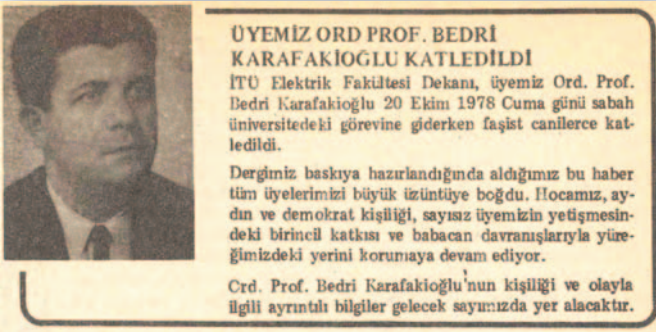 ÜYEMİZ ORD PROF. BEDRİ
KARAFAKİOĞLU KATLEDİLDİ
İTÜ Elektrik Fakültesi Dekanı, üyemiz Ord. Prof.
Bedri Karafakioğlu 20 Ekim 1978 Cuma günü sabah
üniversitedeki görevine giderken faşist canilerce kat-
ledildi.
Dergimiz baskıya hazırlandığında aldığımız bu haber
tüm üyelerimizi büyük üzüntüye boğdu. Hocamız, ay-
dın ve demokrat kişiliği, sayısız üyemizin yetişmesin-
deki birincil katkısı ve babacan davranışlarıyla yüre-
ğimizdeki yerini korumaya devam ediyor.
Ord. Prof. Bedri Karafakioğlu'nun kişiliği ve olayla
ilgili ayrıntılı bilgiler gelecek sayımızda yer alacaktır.